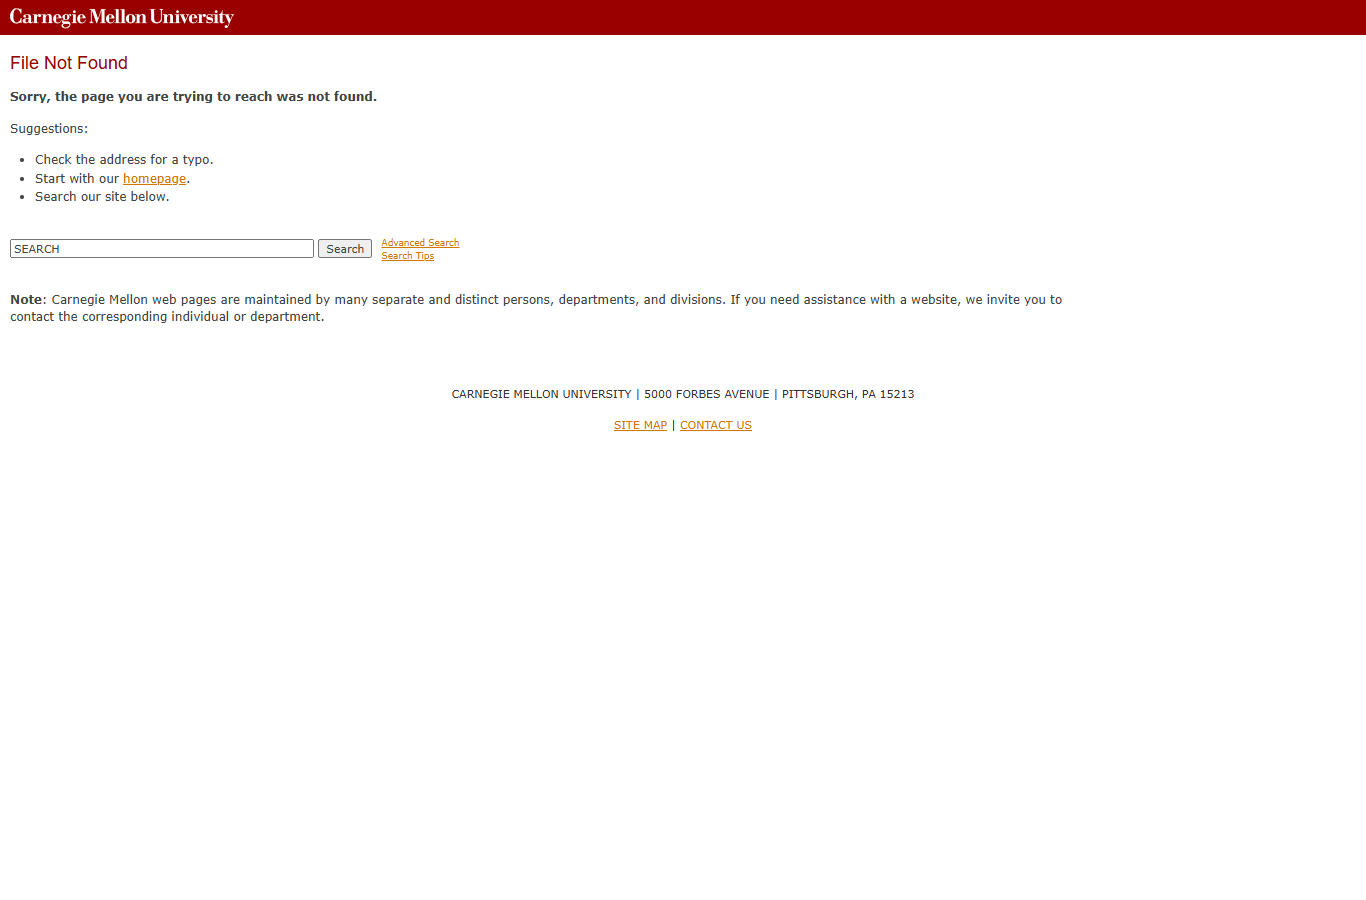 Carnegie Mellon University
File Not Found
Sorry, the page you are trying to reach was not found.
Suggestions:
Check the address for a typo.
Start with our homepage.
Search our site below.
SEARCH Search Advanced Search
Search Tips
Note: Carnegie Mellon web pages are maintained by many separate and distinct persons, departments, and divisions. If you need assistance with a website, we invite you to
contact the corresponding individual or department.
CARNEGIE MELLON UNIVERSITY | 5000 FORBES AVENUE | PITTSBURGH, PA 15213
SITE MAP | CONTACT US